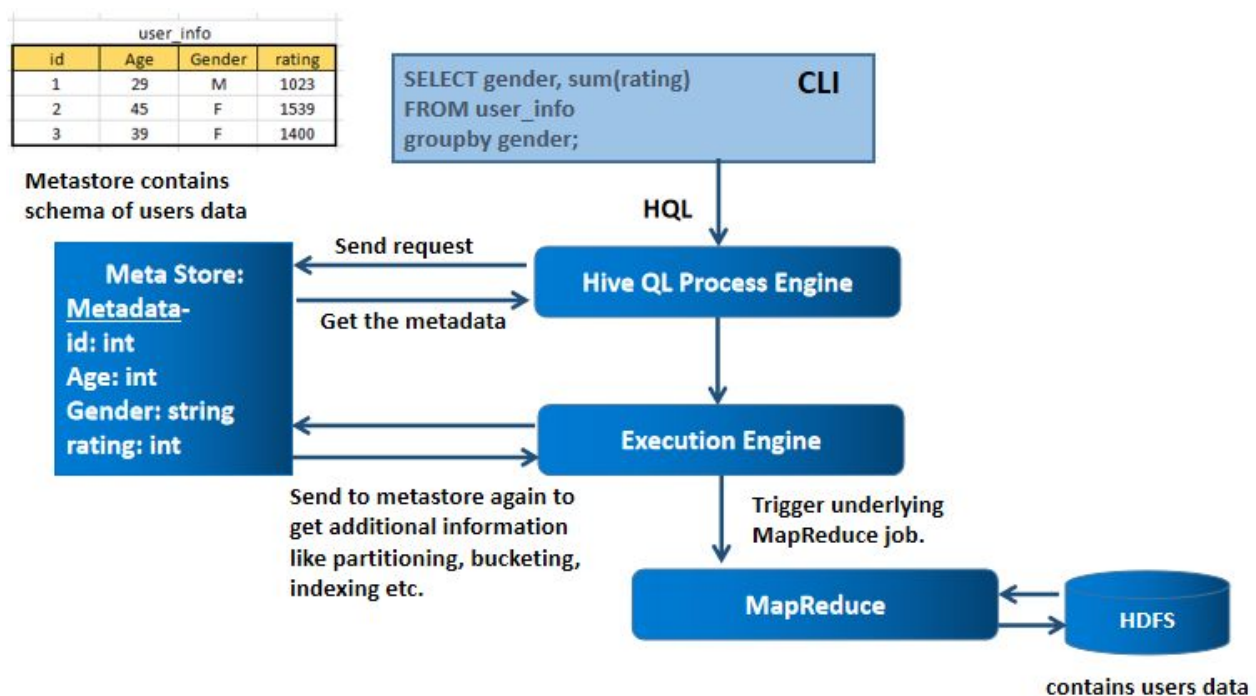 user_info
id Age Gender rating
1 29 M 1023
2 45 F 1539
3 39 F 1400
SELECT gender, sum(rating)
FROM user_info
groupby gender;
CLI
Metastore contains
schema of users data
HQL
Send request
Get the metadata
Meta Store:
Metadata-
id: int
Age: int
Gender: string
rating: int
Hive QL Process Engine
Execution Engine
Send to metastore again to
get additional information
like partitioning, bucketing,
indexing etc.
Trigger underlying
MapReduce job.
MapReduce
HDFS
contains users data